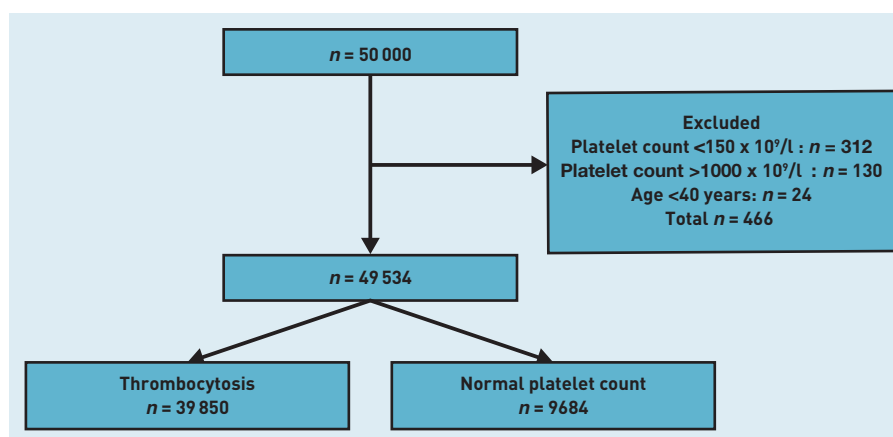 n = 50 000
Excluded
Platelet count <150 x 10⁹/l : n = 312
Platelet count >1000 x 10⁹/l : n = 130
Age <40 years: n = 24
Total n = 466
n = 49 534
Thrombocytosis
n = 39 850
Normal platelet count
n = 9684